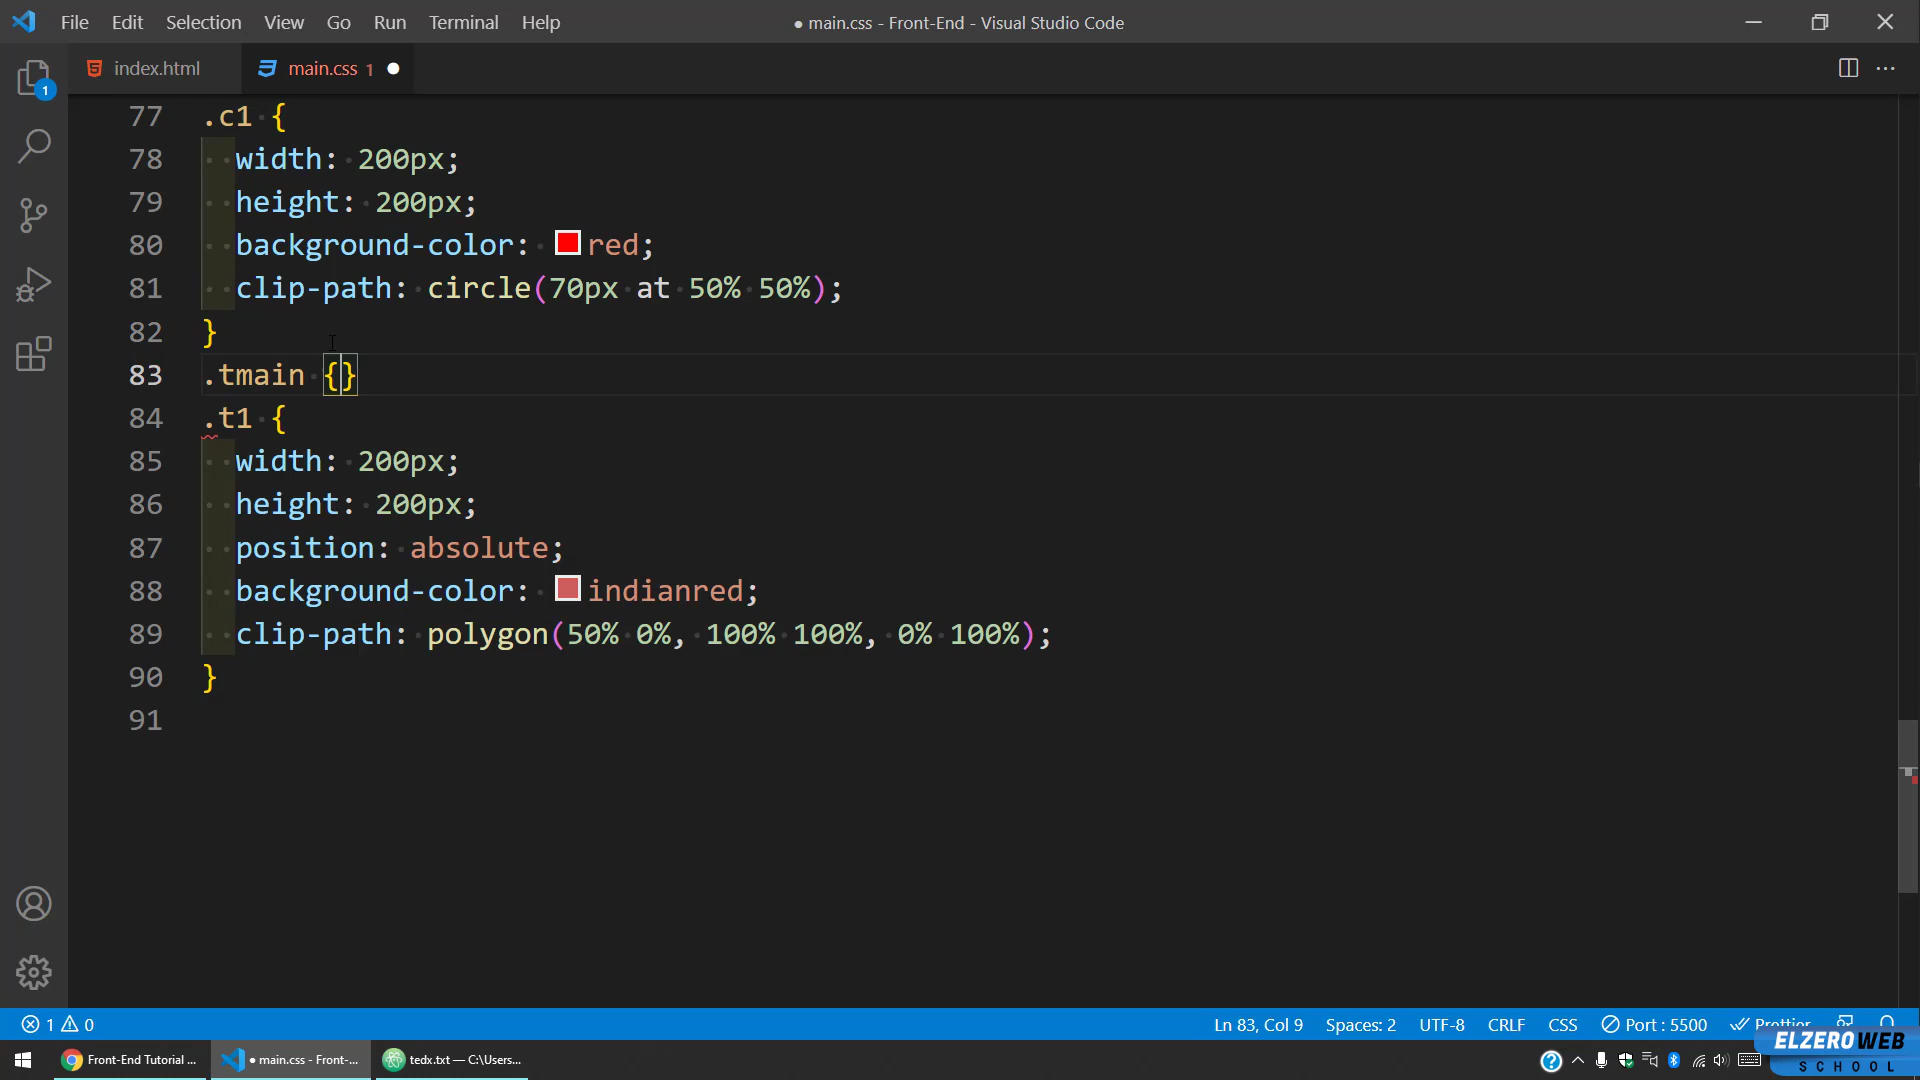 File Edit Selection View Go Run Terminal Help
● main.css - Front-End - Visual Studio Code
index.html
main.css 1
1
77 .c1 {
78 width: 200px;
79 height: 200px;
80 background-color: red;
81 clip-path: circle(70px at 50% 50%);
82 }
83 .tmain {}
84 .t1 {
85 width: 200px;
86 height: 200px;
87 position: absolute;
88 background-color: indianred;
89 clip-path: polygon(50% 0%, 100% 100%, 0% 100%);
90 }
91
1 0
Ln 83, Col 9 Spaces: 2 UTF-8 CRLF CSS Port : 5500 Prettier
Front-End Tutorial ...
● main.css - Front-...
tedx.txt — C:\Users...
ELZERO WEB
SCHOOL